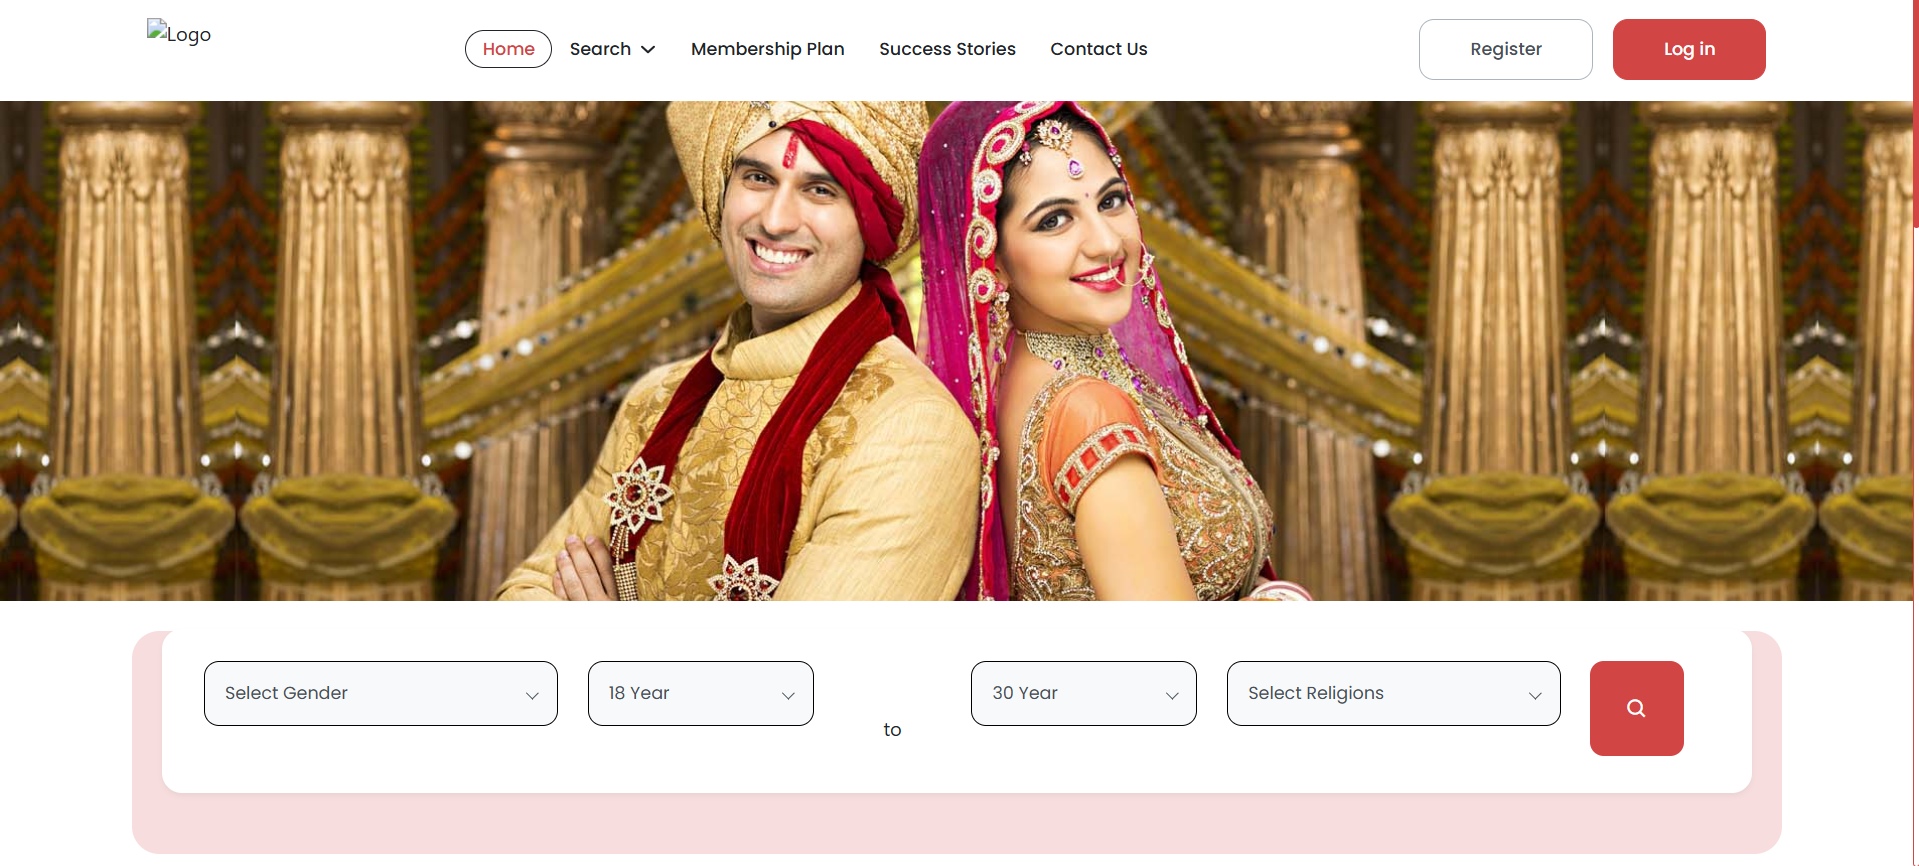 Logo
Home Search Membership Plan Success Stories Contact Us Register Log in
Select Gender 18 Year to 30 Year Select Religions